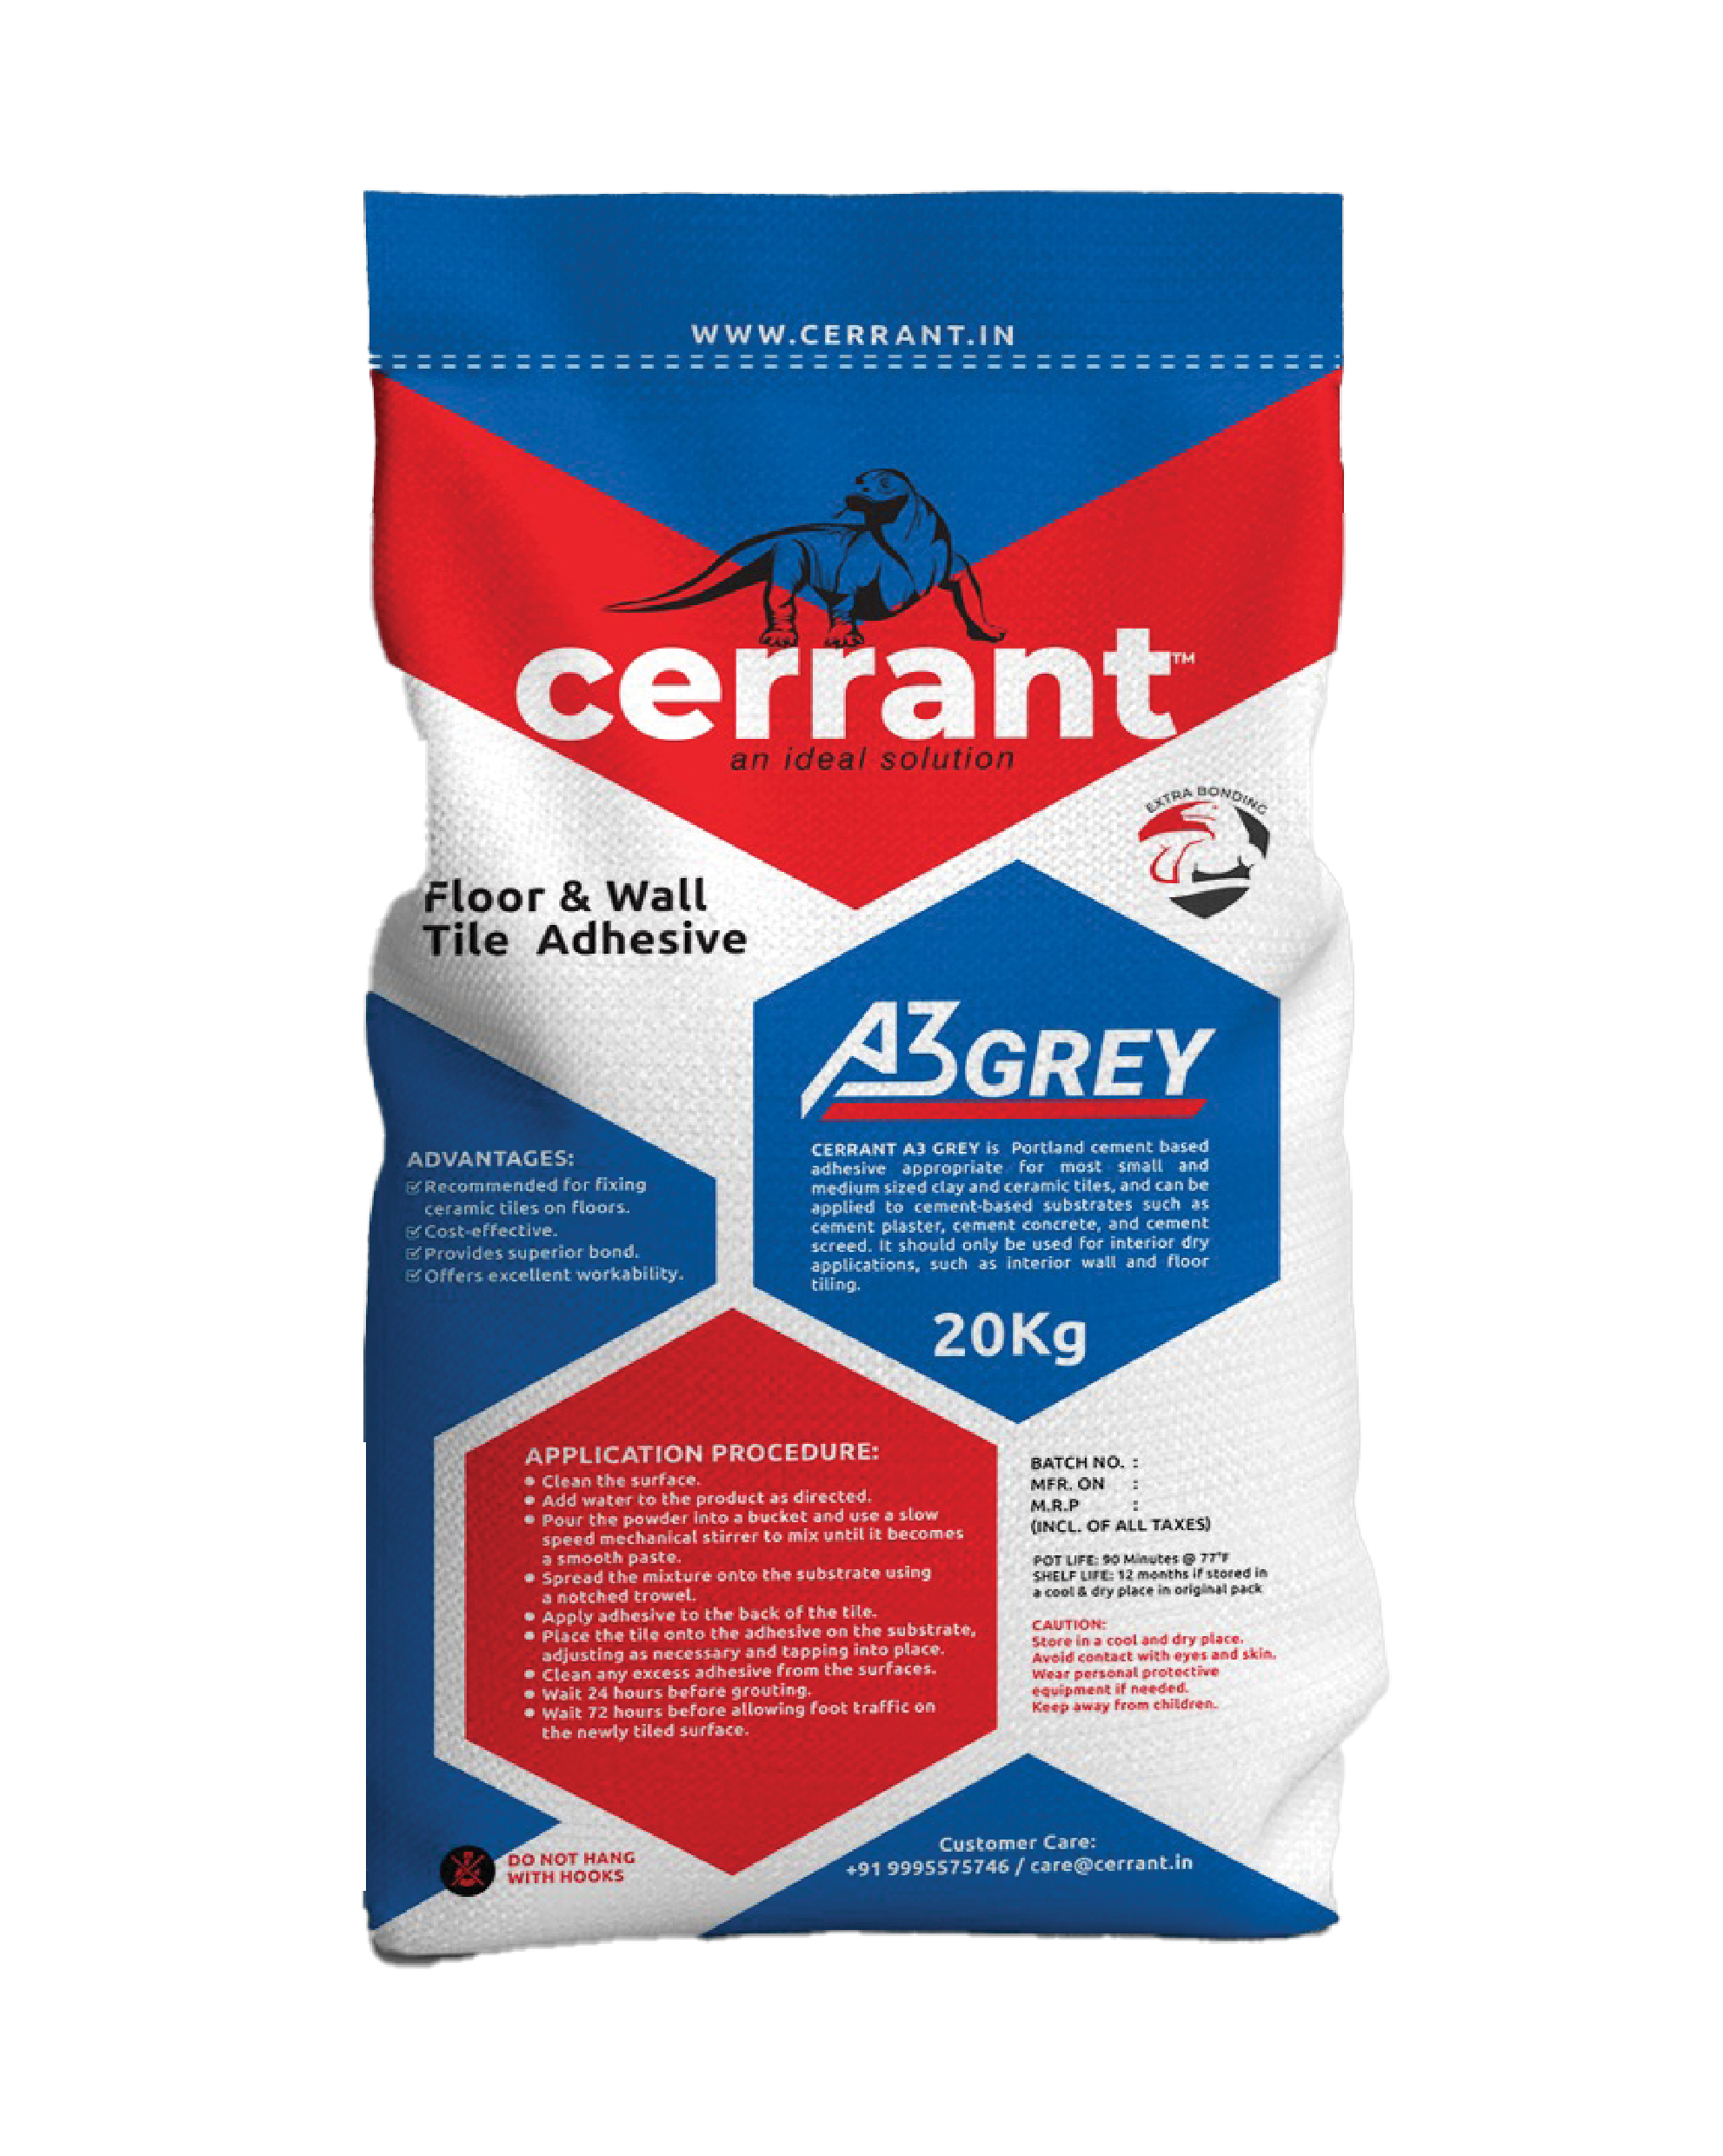 WWW.CERRANT.IN
cerrant™
an ideal solution
EXTRA BONDING
Floor & Wall
Tile Adhesive
A3 GREY
CERRANT A3 GREY is Portland cement based
adhesive appropriate for most small and
medium sized clay and ceramic tiles, and can be
applied to cement-based substrates such as
cement plaster, cement concrete, and cement
screed. It should only be used for interior dry
applications, such as interior wall and floor
tiling.
20Kg
ADVANTAGES:
Recommended for fixing
ceramic tiles on floors.
Cost-effective.
Provides superior bond.
Offers excellent workability.
APPLICATION PROCEDURE:
• Clean the surface.
• Add water to the product as directed.
• Pour the powder into a bucket and use a slow
speed mechanical stirrer to mix until it becomes
a smooth paste.
• Spread the mixture onto the substrate using
a notched trowel.
• Apply adhesive to the back of the tile.
• Place the tile onto the adhesive on the substrate,
adjusting as necessary and tapping into place.
• Clean any excess adhesive from the surfaces.
• Wait 24 hours before grouting.
• Wait 72 hours before allowing foot traffic on
the newly tiled surface.
BATCH NO. :
MFR. ON :
M.R.P :
(INCL. OF ALL TAXES)
POT LIFE: 90 Minutes @ 77°F
SHELF LIFE: 12 months if stored in
a cool & dry place in original pack
CAUTION:
Store in a cool and dry place.
Avoid contact with eyes and skin.
Wear personal protective
equipment if needed.
Keep away from children.
DO NOT HANG
WITH HOOKS
Customer Care:
+91 9995575746 / care@cerrant.in